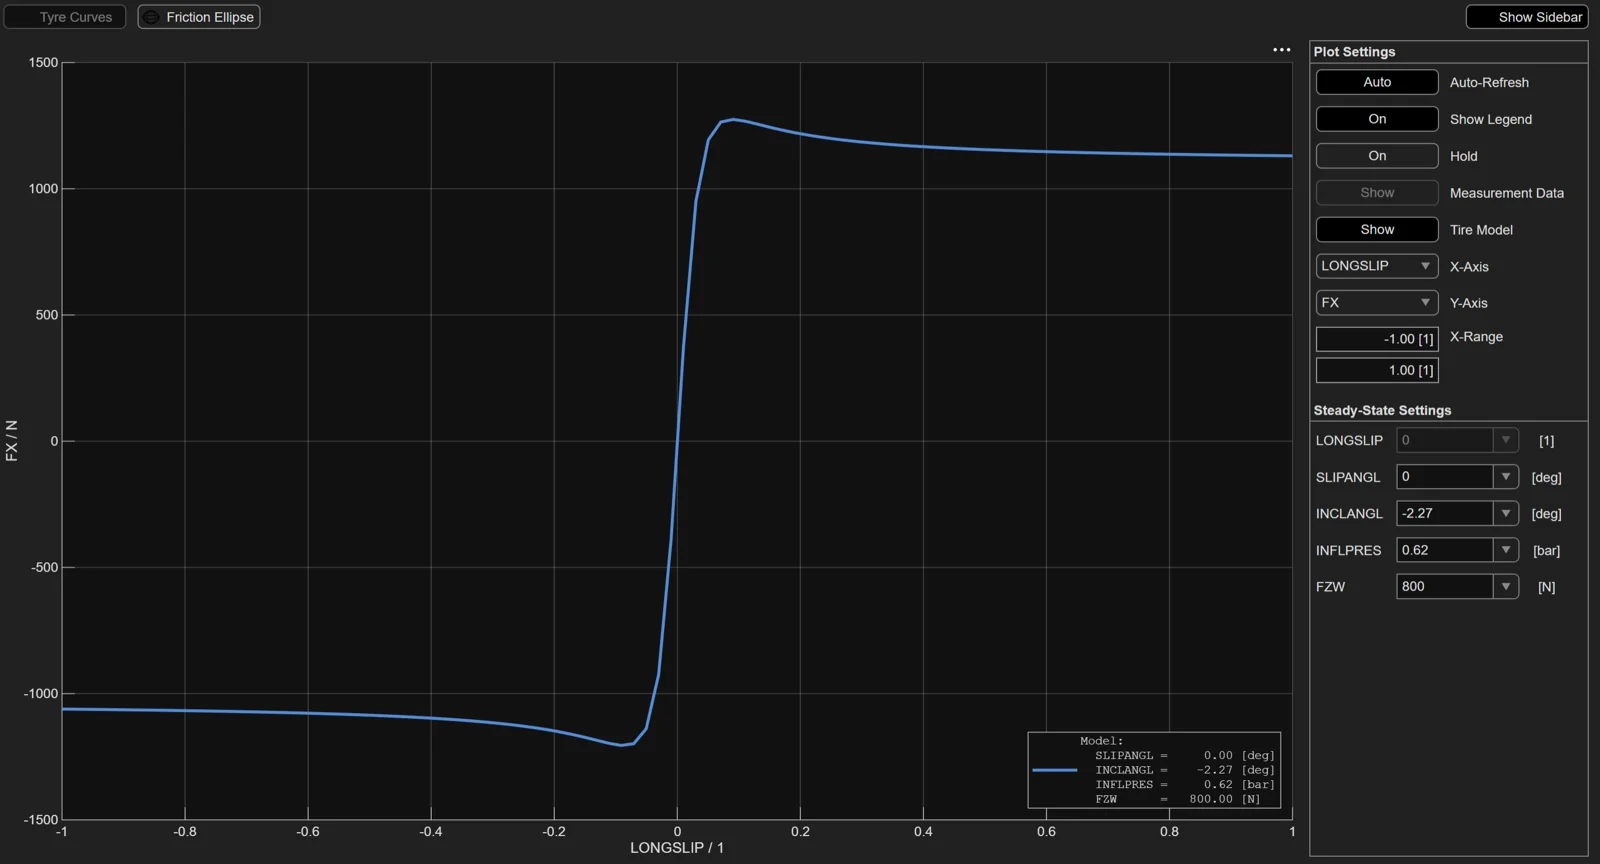 Tyre Curves
Friction Ellipse
Show Sidebar
1500
1000
500
0
-500
-1000
-1500
FX / N
-1
-0.8
-0.6
-0.4
-0.2
0
0.2
0.4
0.6
0.8
1
LONGSLIP / 1
Model:
SLIPANGL = 0.00 [deg]
INCLANGL = -2.27 [deg]
INFLPRES = 0.62 [bar]
FZW = 800.00 [N]
Plot Settings
Auto Auto-Refresh
On Show Legend
On Hold
Show Measurement Data
Show Tire Model
LONGSLIP X-Axis
FX Y-Axis
-1.00 [1] X-Range
1.00 [1]
Steady-State Settings
LONGSLIP 0 [1]
SLIPANGL 0 [deg]
INCLANGL -2.27 [deg]
INFLPRES 0.62 [bar]
FZW 800 [N]